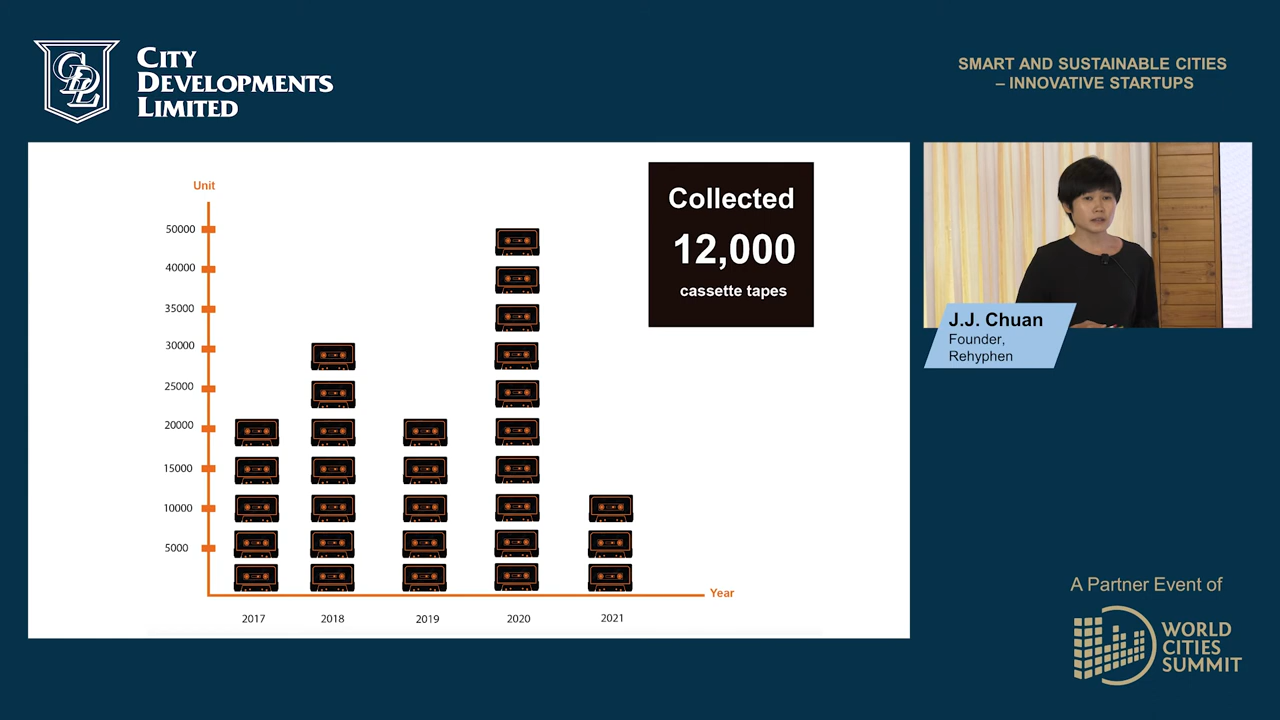 CITY
DEVELOPMENTS
LIMITED
CDL
SMART AND SUSTAINABLE CITIES
– INNOVATIVE STARTUPS
Unit
50000
40000
35000
30000
25000
20000
15000
10000
5000
2017
2018
2019
2020
2021
Year
Collected
12,000
cassette tapes
J.J. Chuan
Founder,
Rehyphen
A Partner Event of
WORLD
CITIES
SUMMIT